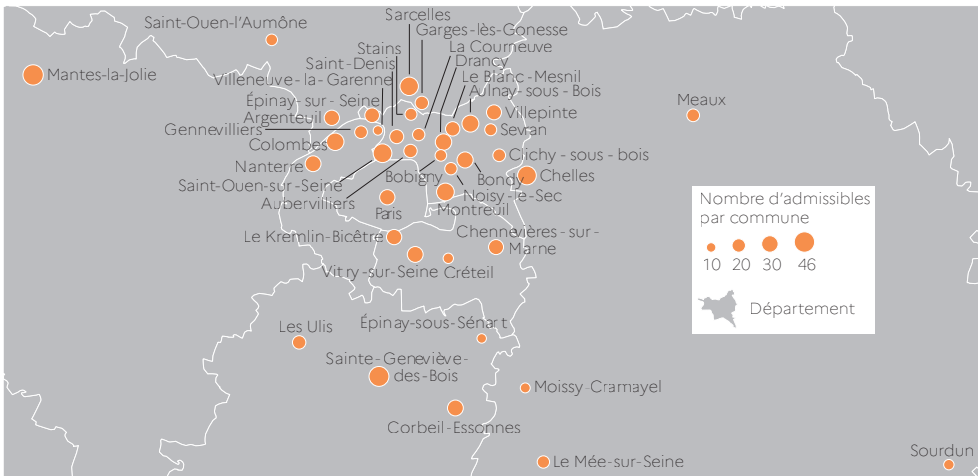 Sarcelles
Saint-Ouen-l'Aumône
Garges-lès-Gonesse
Stains
La Courneuve
Saint-Denis
Drancy
Mantes-la-Jolie
Villeneuve-la-Garenne
Le Blanc-Mesnil
Aulnay-sous-Bois
Épinay-sur-Seine
Villepinte
Meaux
Argenteuil
Gennevilliers
Sevran
Colombes
Clichy-sous-bois
Nanterre
Bobigny
Bondy
Chelles
Saint-Ouen-sur-Seine
Noisy-le-Sec
Aubervilliers
Paris
Montreuil
Le Kremlin-Bicêtre
Chennevières-sur-
Marne
Vitry-sur-Seine
Créteil
Nombre d'admissibles
par commune
10 20 30 46
Département
Les Ulis
Épinay-sous-Sénart
Sainte-Geneviève-
des-Bois
Moissy-Cramayel
Corbeil-Essonnes
Le Mée-sur-Seine
Sourdun